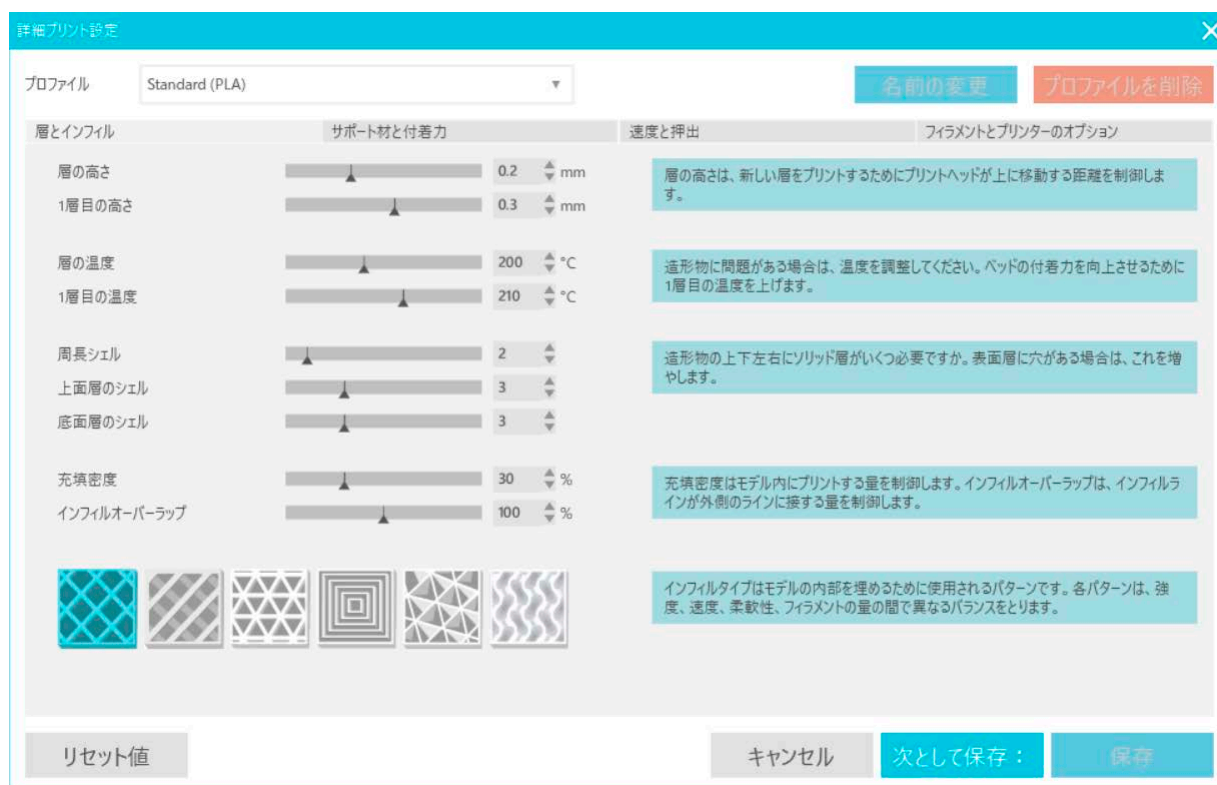 詳細プリント設定
プロファイル Standard (PLA) 名前の変更 プロファイルを削除
層とインフィル サポート材と付着力 速度と押出 フィラメントとプリンターのオプション
層の高さ 0.2 mm
1層目の高さ 0.3 mm
層の高さは、新しい層をプリントするためにプリントヘッドが上に移動する距離を制御しま
す。
層の温度 200 °C
1層目の温度 210 °C
造形物に問題がある場合は、温度を調整してください。ベッドの付着力を向上させるために
1層目の温度を上げます。
周長シェル 2
上面層のシェル 3
底面層のシェル 3
造形物の上下左右にソリッド層がいくつ必要ですか。表面層に穴がある場合は、これを増
やします。
充填密度 30 %
インフィルオーバーラップ 100 %
充填密度はモデル内にプリントする量を制御します。インフィルオーバーラップは、インフィルラ
インが外側のラインに接する量を制御します。
インフィルタイプはモデルの内部を埋めるために使用されるパターンです。各パターンは、強
度、速度、柔軟性、フィラメントの量の間で異なるバランスをとります。
リセット値 キャンセル 次として保存： 保存